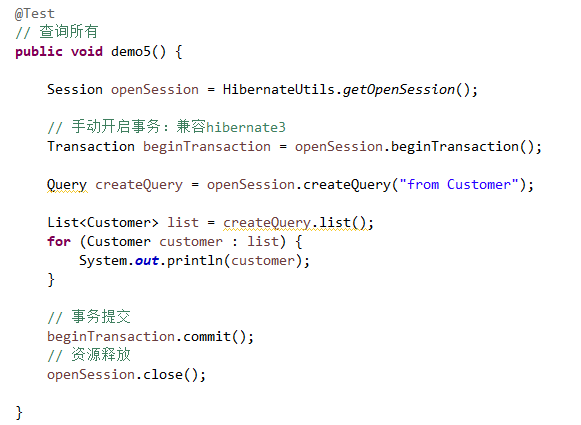 @Test
// 查询所有
public void demo5() {
Session openSession = HibernateUtils.getOpenSession();
// 手动开启事务：兼容hibernate3
Transaction beginTransaction = openSession.beginTransaction();
Query createQuery = openSession.createQuery("from Customer");
List<Customer> list = createQuery.list();
for (Customer customer : list) {
System.out.println(customer);
}
// 事务提交
beginTransaction.commit();
// 资源释放
openSession.close();
}